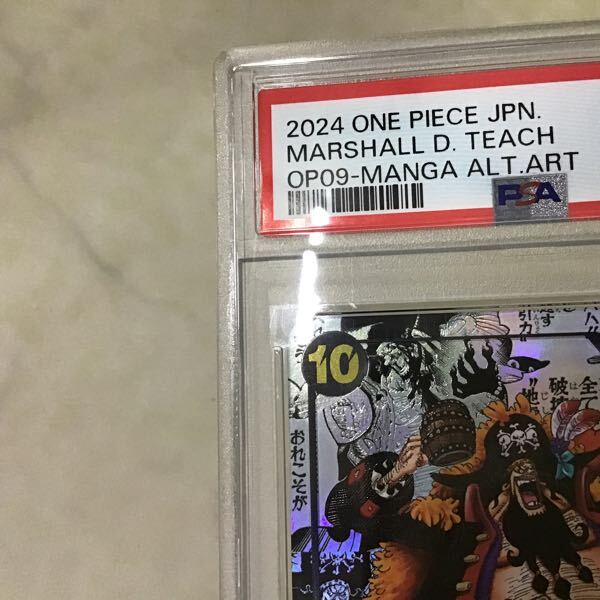 2024 ONE PIECE JPN.
MARSHALL D. TEACH
OP09-MANGA ALT.ART
PSA
10
おれこそが